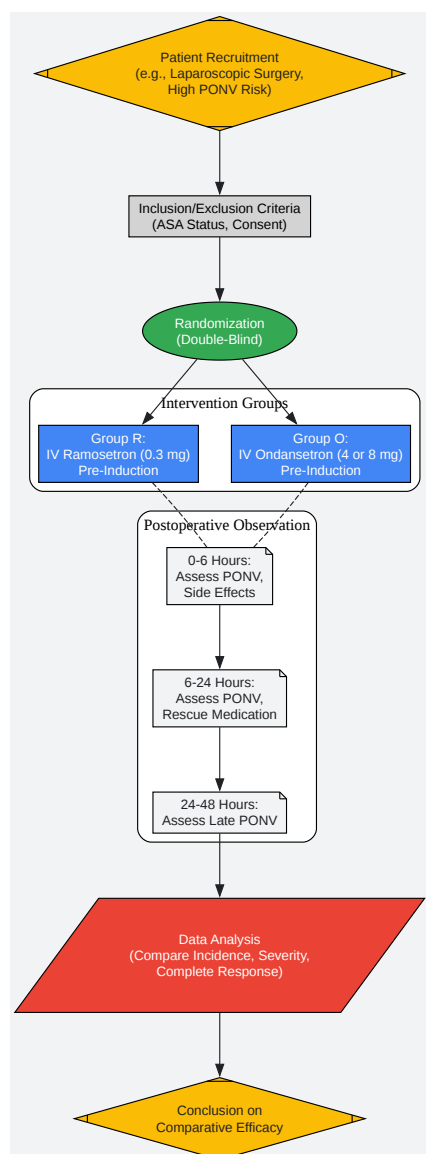 Patient Recruitment
(e.g., Laparoscopic Surgery,
High PONV Risk)
Inclusion/Exclusion Criteria
(ASA Status, Consent)
Randomization
(Double-Blind)
Intervention Groups
Group R:
IV Ramosetron (0.3 mg)
Pre-Induction
Group O:
IV Ondansetron (4 or 8 mg)
Pre-Induction
Postoperative Observation
0-6 Hours:
Assess PONV,
Side Effects
6-24 Hours:
Assess PONV,
Rescue Medication
24-48 Hours:
Assess Late PONV
Data Analysis
(Compare Incidence, Severity,
Complete Response)
Conclusion on
Comparative Efficacy